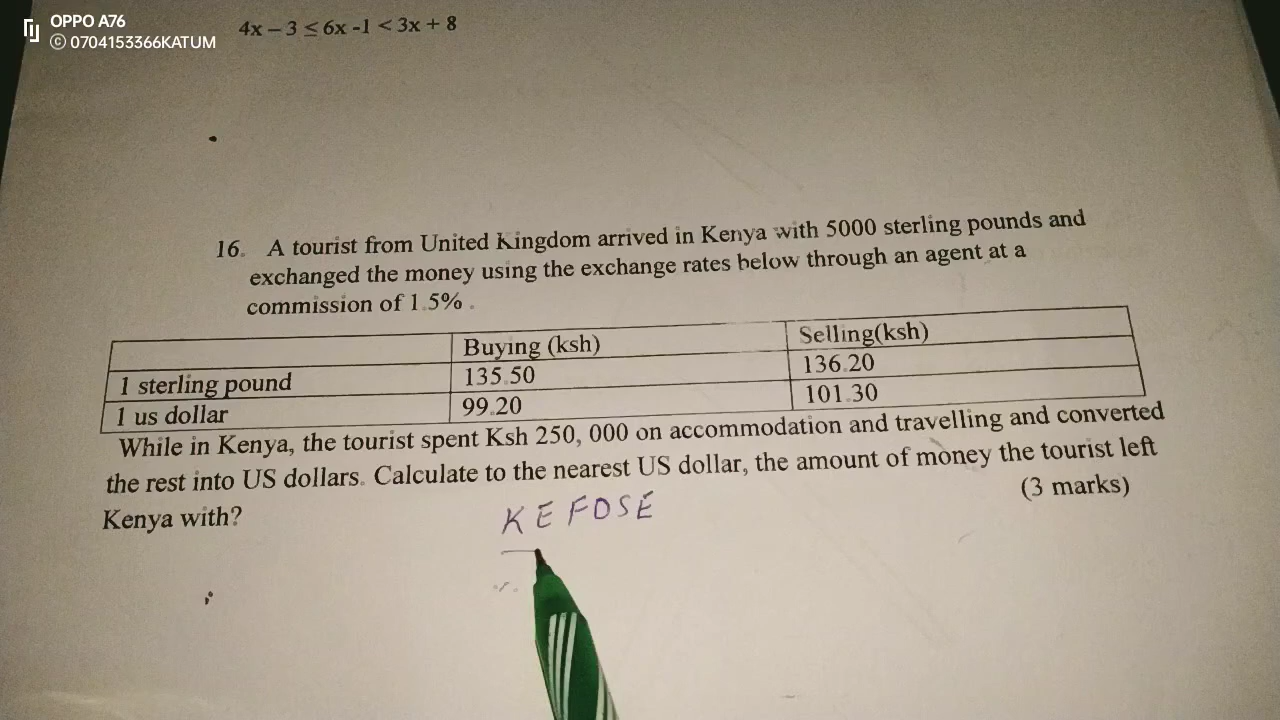 OPPO A76
© 0704153366KATUM
4x – 3 ≤ 6x -1 < 3x + 8
16. A tourist from United Kingdom arrived in Kenya with 5000 sterling pounds and
exchanged the money using the exchange rates below through an agent at a
commission of 1.5% .
Buying (ksh) Selling(ksh)
1 sterling pound 135.50 136.20
1 us dollar 99.20 101.30
While in Kenya, the tourist spent Ksh 250, 000 on accommodation and travelling and converted
the rest into US dollars. Calculate to the nearest US dollar, the amount of money the tourist left
Kenya with? (3 marks)
KEFOSE